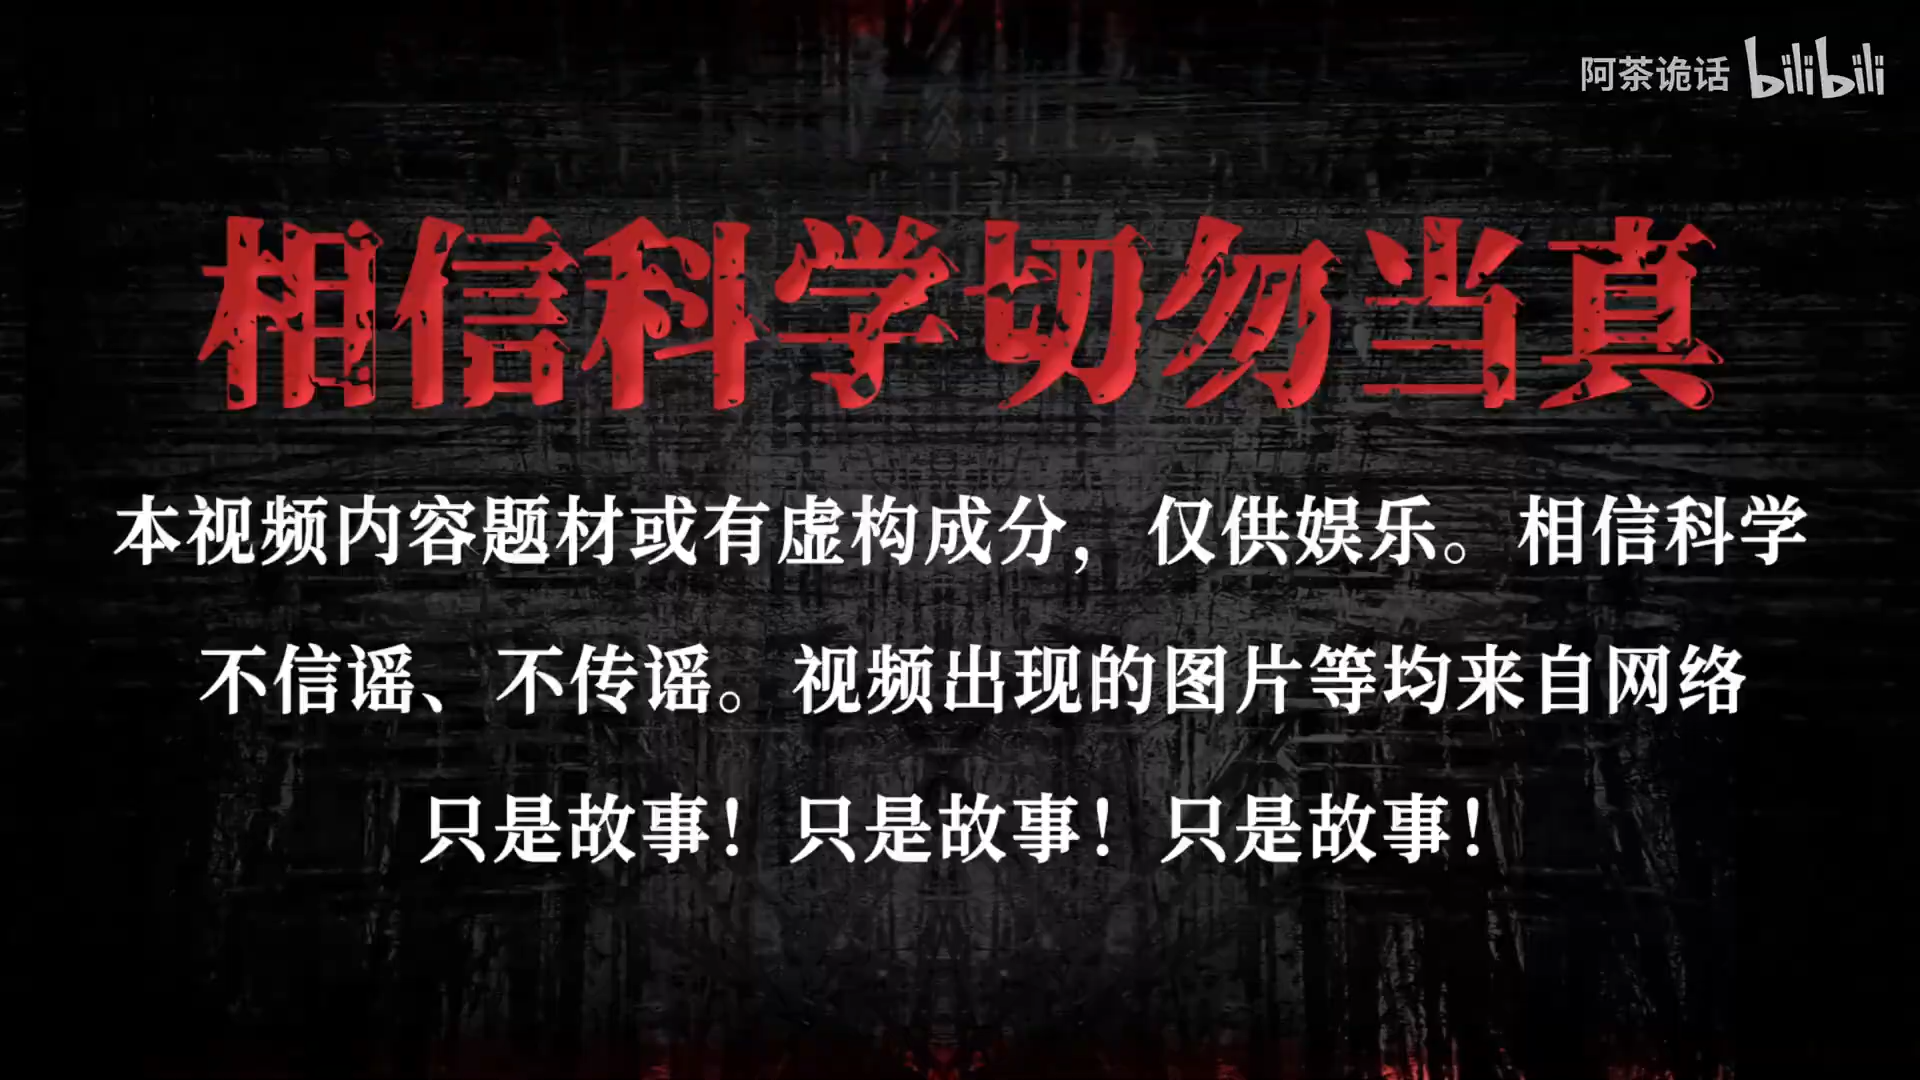 阿茶诡话 bilibili
相信科学切勿当真
本视频内容题材或有虚构成分，仅供娱乐。相信科学
不信谣、不传谣。视频出现的图片等均来自网络
只是故事！只是故事！只是故事！